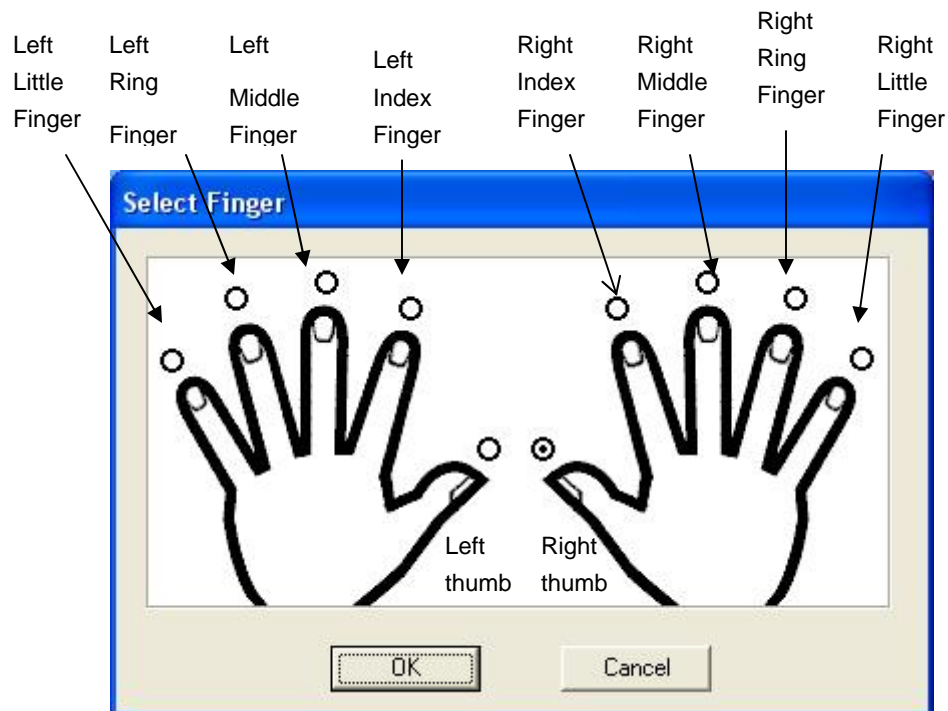 Left
Little
Finger
Left
Ring
Finger
Left
Middle
Finger
Left
Index
Finger
Right
Index
Finger
Right
Middle
Finger
Right
Ring
Finger
Right
Little
Finger
Select Finger
Left
thumb
Right
thumb
OK
Cancel